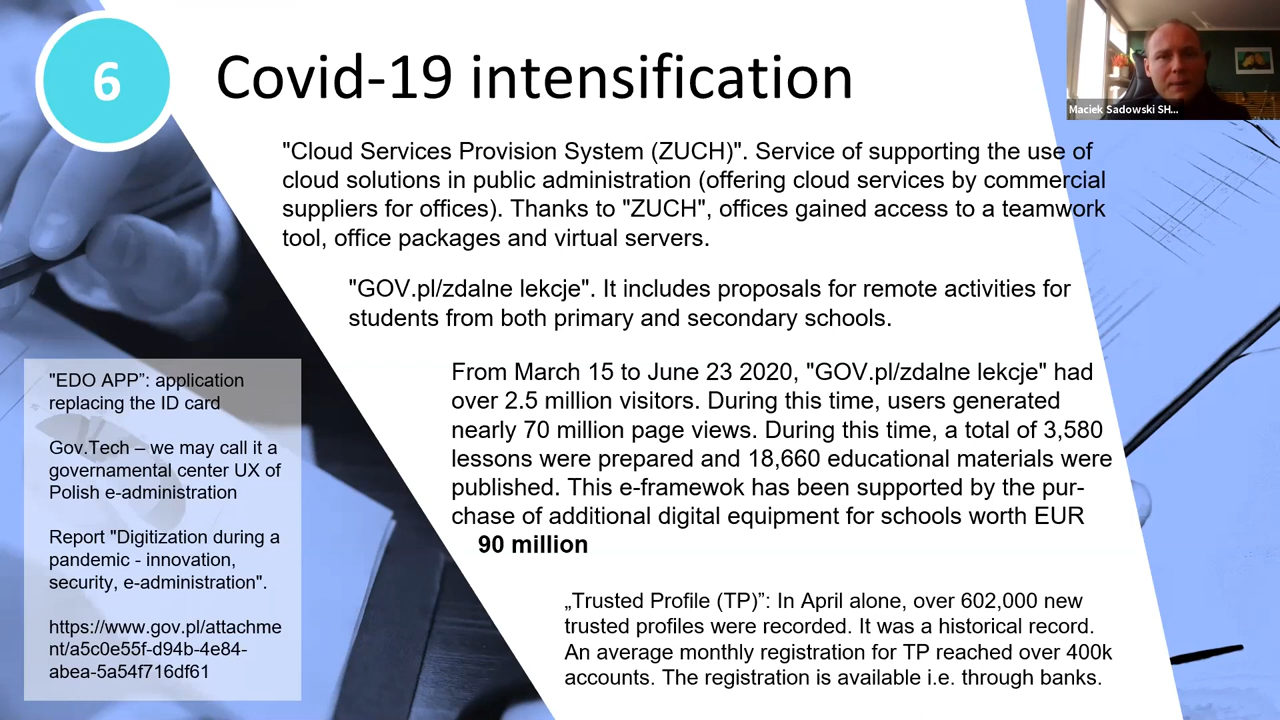 6
Covid-19 intensification
Maciek Sadowski SH...
"Cloud Services Provision System (ZUCH)". Service of supporting the use of
cloud solutions in public administration (offering cloud services by commercial
suppliers for offices). Thanks to "ZUCH", offices gained access to a teamwork
tool, office packages and virtual servers.
"GOV.pl/zdalne lekcje". It includes proposals for remote activities for
students from both primary and secondary schools.
From March 15 to June 23 2020, "GOV.pl/zdalne lekcje" had
over 2.5 million visitors. During this time, users generated
nearly 70 million page views. During this time, a total of 3,580
lessons were prepared and 18,660 educational materials were
published. This e-framewok has been supported by the pur-
chase of additional digital equipment for schools worth EUR
90 million
„Trusted Profile (TP)”: In April alone, over 602,000 new
trusted profiles were recorded. It was a historical record.
An average monthly registration for TP reached over 400k
accounts. The registration is available i.e. through banks.
"EDO APP”: application
replacing the ID card
Gov.Tech – we may call it a
governamental center UX of
Polish e-administration
Report "Digitization during a
pandemic - innovation,
security, e-administration".
https://www.gov.pl/attachme
nt/a5c0e55f-d94b-4e84-
abea-5a54f716df61